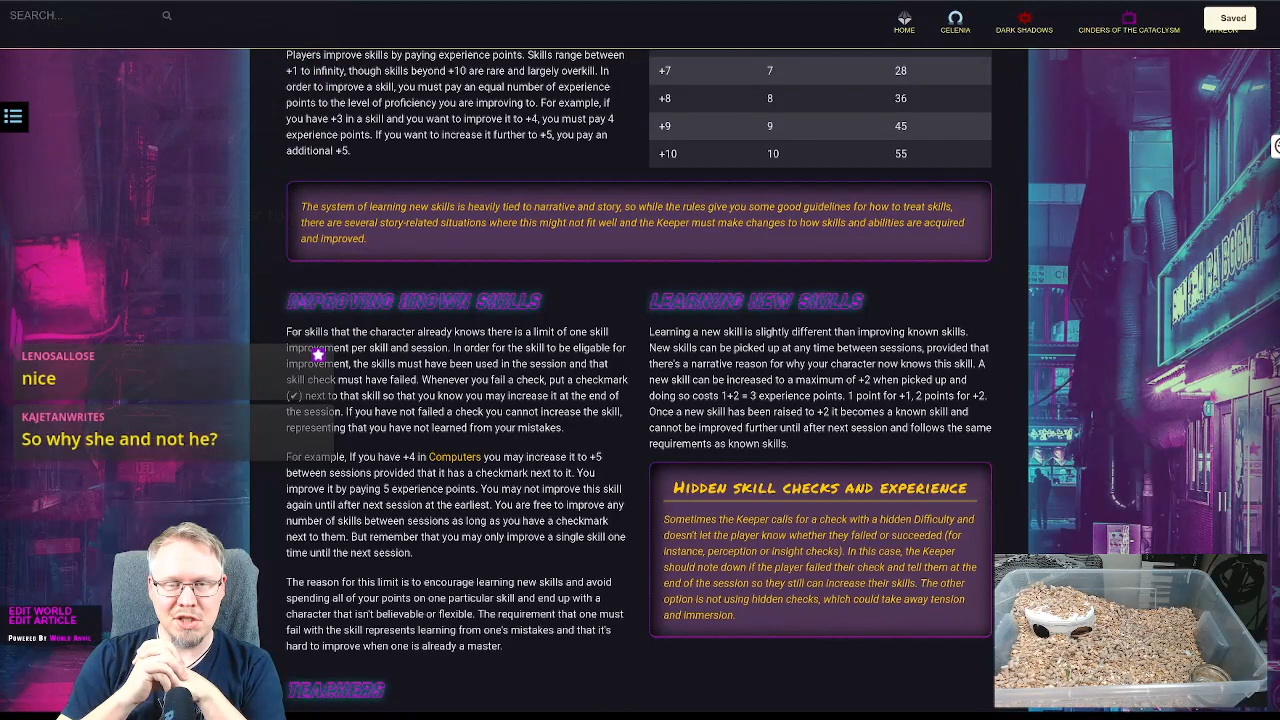 SEARCH...
HOME
CELENIA
DARK SHADOWS
CINDERS OF THE CATACLYSM
PATREON
Saved
Players improve skills by paying experience points. Skills range between
+1 to infinity, though skills beyond +10 are rare and largely overkill. In
order to improve a skill, you must pay an equal number of experience
points to the level of proficiency you are improving to. For example, if
you have +3 in a skill and you want to improve it to +4, you must pay 4
experience points. If you want to increase it further to +5, you pay an
additional +5.
+7 7 28
+8 8 36
+9 9 45
+10 10 55
The system of learning new skills is heavily tied to narrative and story, so while the rules give you some good guidelines for how to treat skills,
there are several story-related situations where this might not fit well and the Keeper must make changes to how skills and abilities are acquired
and improved.
IMPROVING KNOWN SKILLS
For skills that the character already knows there is a limit of one skill
improvement per skill and session. In order for the skill to be eligible for
improvement, the skills must have been used in the session and that
skill check must have failed. Whenever you fail a check, put a checkmark
(✓) next to that skill so that you know you may increase it at the end of
the session. If you have not failed a check you cannot increase the skill,
representing that you have not learned from your mistakes.
For example, If you have +4 in Computers you may increase it to +5
between sessions provided that it has a checkmark next to it. You
improve it by paying 5 experience points. You may not improve this skill
again until after next session at the earliest. You are free to improve any
number of skills between sessions as long as you have a checkmark
next to them. But remember that you may only improve a single skill one
time until the next session.
The reason for this limit is to encourage learning new skills and avoid
spending all of your points on one particular skill and end up with a
character that isn't believable or flexible. The requirement that one must
fail with the skill represents learning from one's mistakes and that it's
hard to improve when one is already a master.
TEACHERS
LEARNING NEW SKILLS
Learning a new skill is slightly different than improving known skills.
New skills can be picked up at any time between sessions, provided that
there's a narrative reason for why your character now knows this skill. A
new skill can be increased to a maximum of +2 when picked up and
doing so costs 1+2 = 3 experience points. 1 point for +1, 2 points for +2.
Once a new skill has been raised to +2 it becomes a known skill and
cannot be improved further until after next session and follows the same
requirements as known skills.
HIDDEN SKILL CHECKS AND EXPERIENCE
Sometimes the Keeper calls for a check with a hidden Difficulty and
doesn't let the player know whether they failed or succeeded (for
instance, perception or insight checks). In this case, the Keeper
should note down if the player failed their check and tell them at the
end of the session so they still can increase their skills. The other
option is not using hidden checks, which could take away tension
and immersion.
LENOSALLOSE
nice
KAJETANWRITES
So why she and not he?
EDIT WORLD
EDIT ARTICLE
POWERED BY WORLD ANVIL